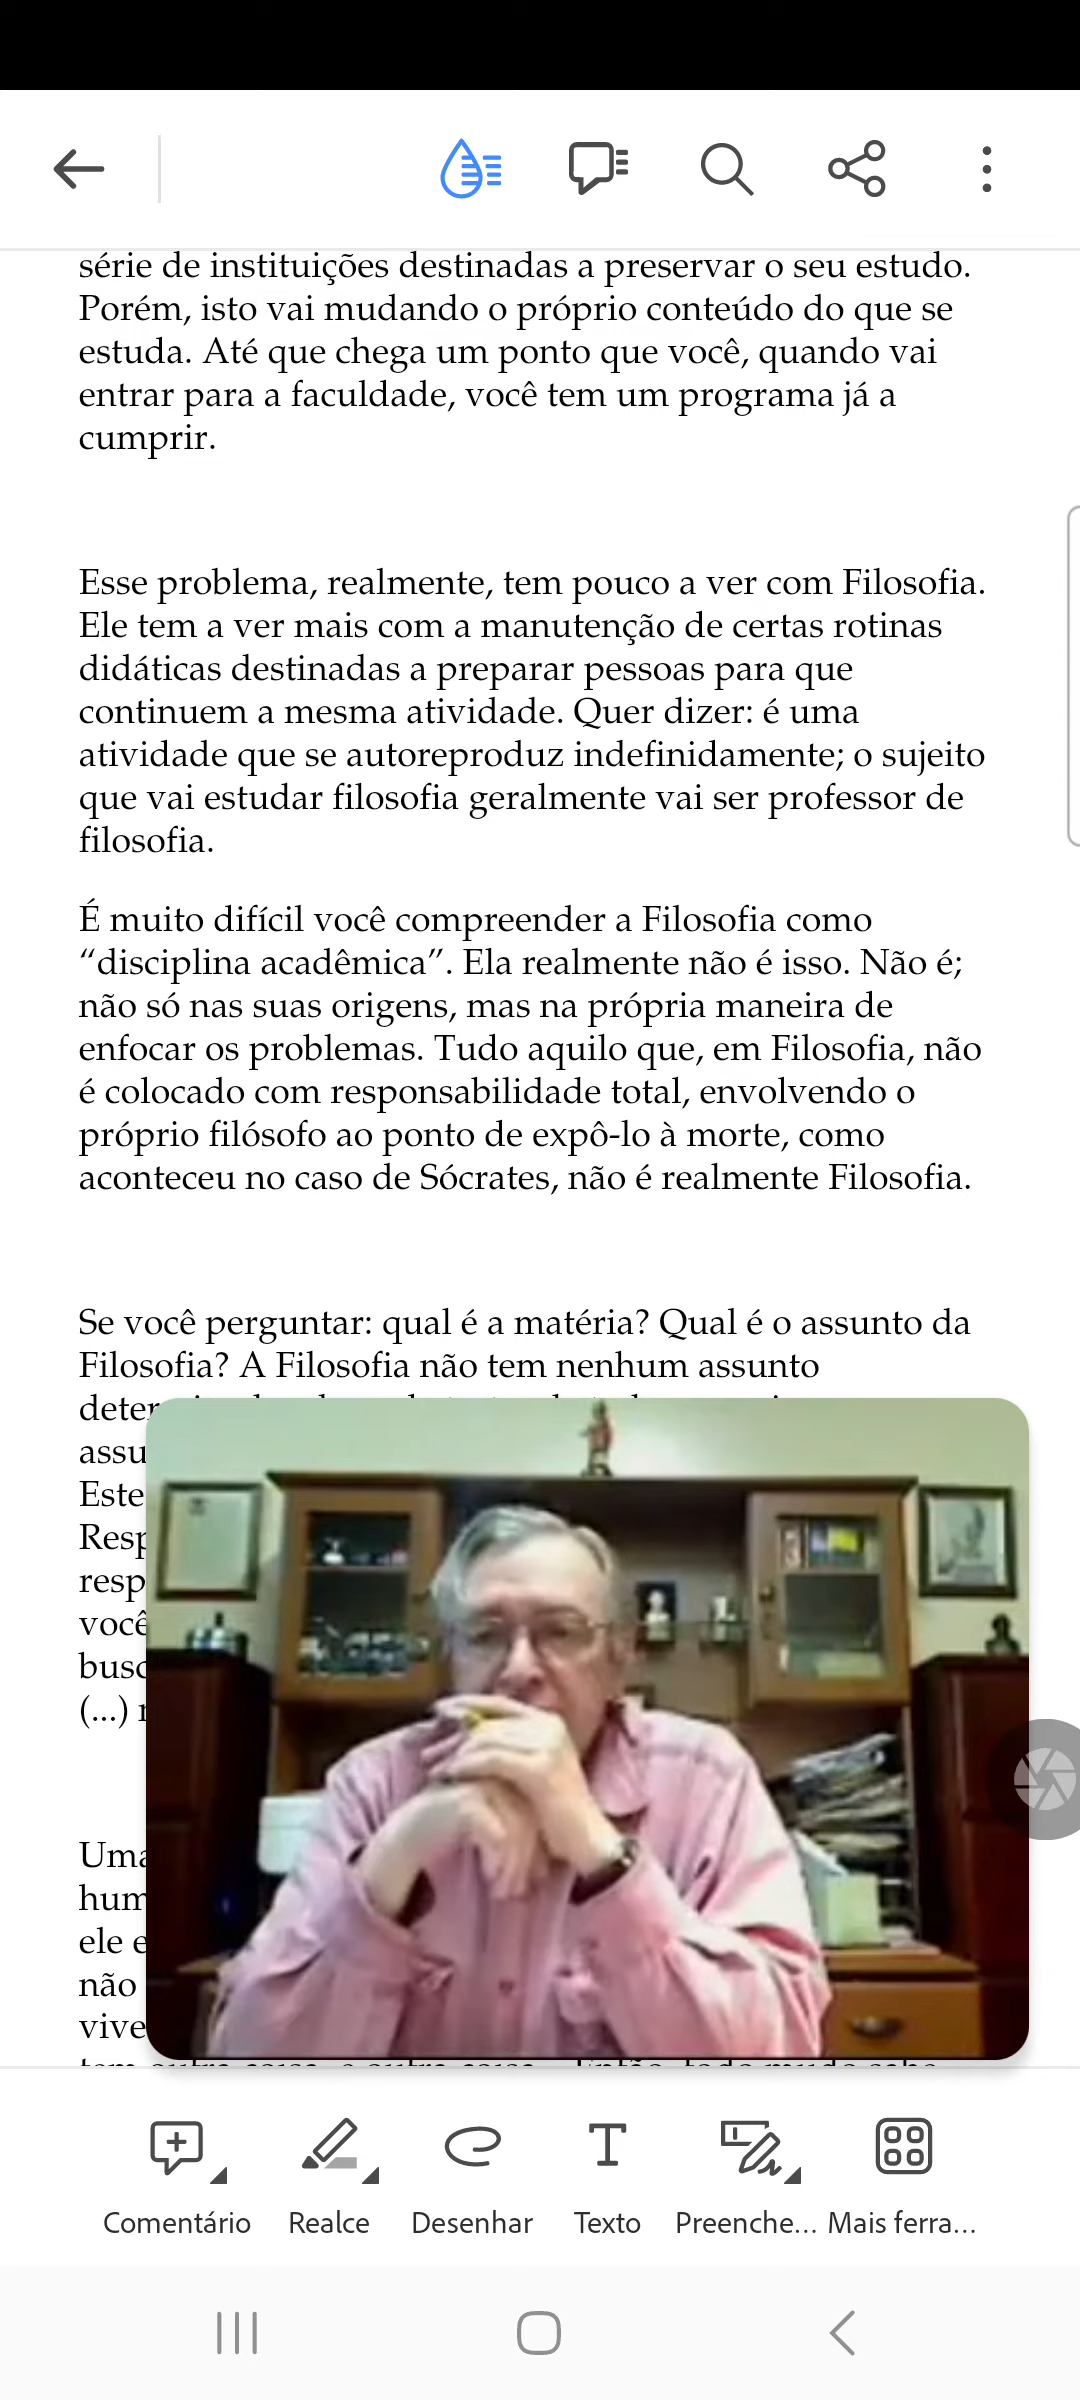 série de instituições destinadas a preservar o seu estudo.
Porém, isto vai mudando o próprio conteúdo do que se
estuda. Até que chega um ponto que você, quando vai
entrar para a faculdade, você tem um programa já a
cumprir.
Esse problema, realmente, tem pouco a ver com Filosofia.
Ele tem a ver mais com a manutenção de certas rotinas
didáticas destinadas a preparar pessoas para que
continuem a mesma atividade. Quer dizer: é uma
atividade que se autoreproduz indefinidamente; o sujeito
que vai estudar filosofia geralmente vai ser professor de
filosofia.
É muito difícil você compreender a Filosofia como
“disciplina acadêmica”. Ela realmente não é isso. Não é;
não só nas suas origens, mas na própria maneira de
enfocar os problemas. Tudo aquilo que, em Filosofia, não
é colocado com responsabilidade total, envolvendo o
próprio filósofo ao ponto de expô-lo à morte, como
aconteceu no caso de Sócrates, não é realmente Filosofia.
Se você perguntar: qual é a matéria? Qual é o assunto da
Filosofia? A Filosofia não tem nenhum assunto
Este
você
(...)
ele e
não
Comentário Realce Desenhar Texto Preenche... Mais ferra...